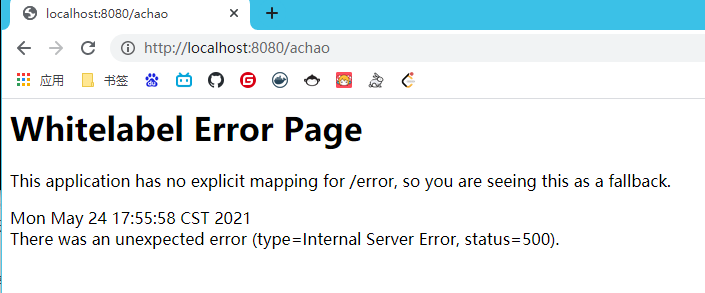 localhost:8080/achao
http://localhost:8080/achao
应用 书签
Whitelabel Error Page
This application has no explicit mapping for /error, so you are seeing this as a fallback.
Mon May 24 17:55:58 CST 2021
There was an unexpected error (type=Internal Server Error, status=500).